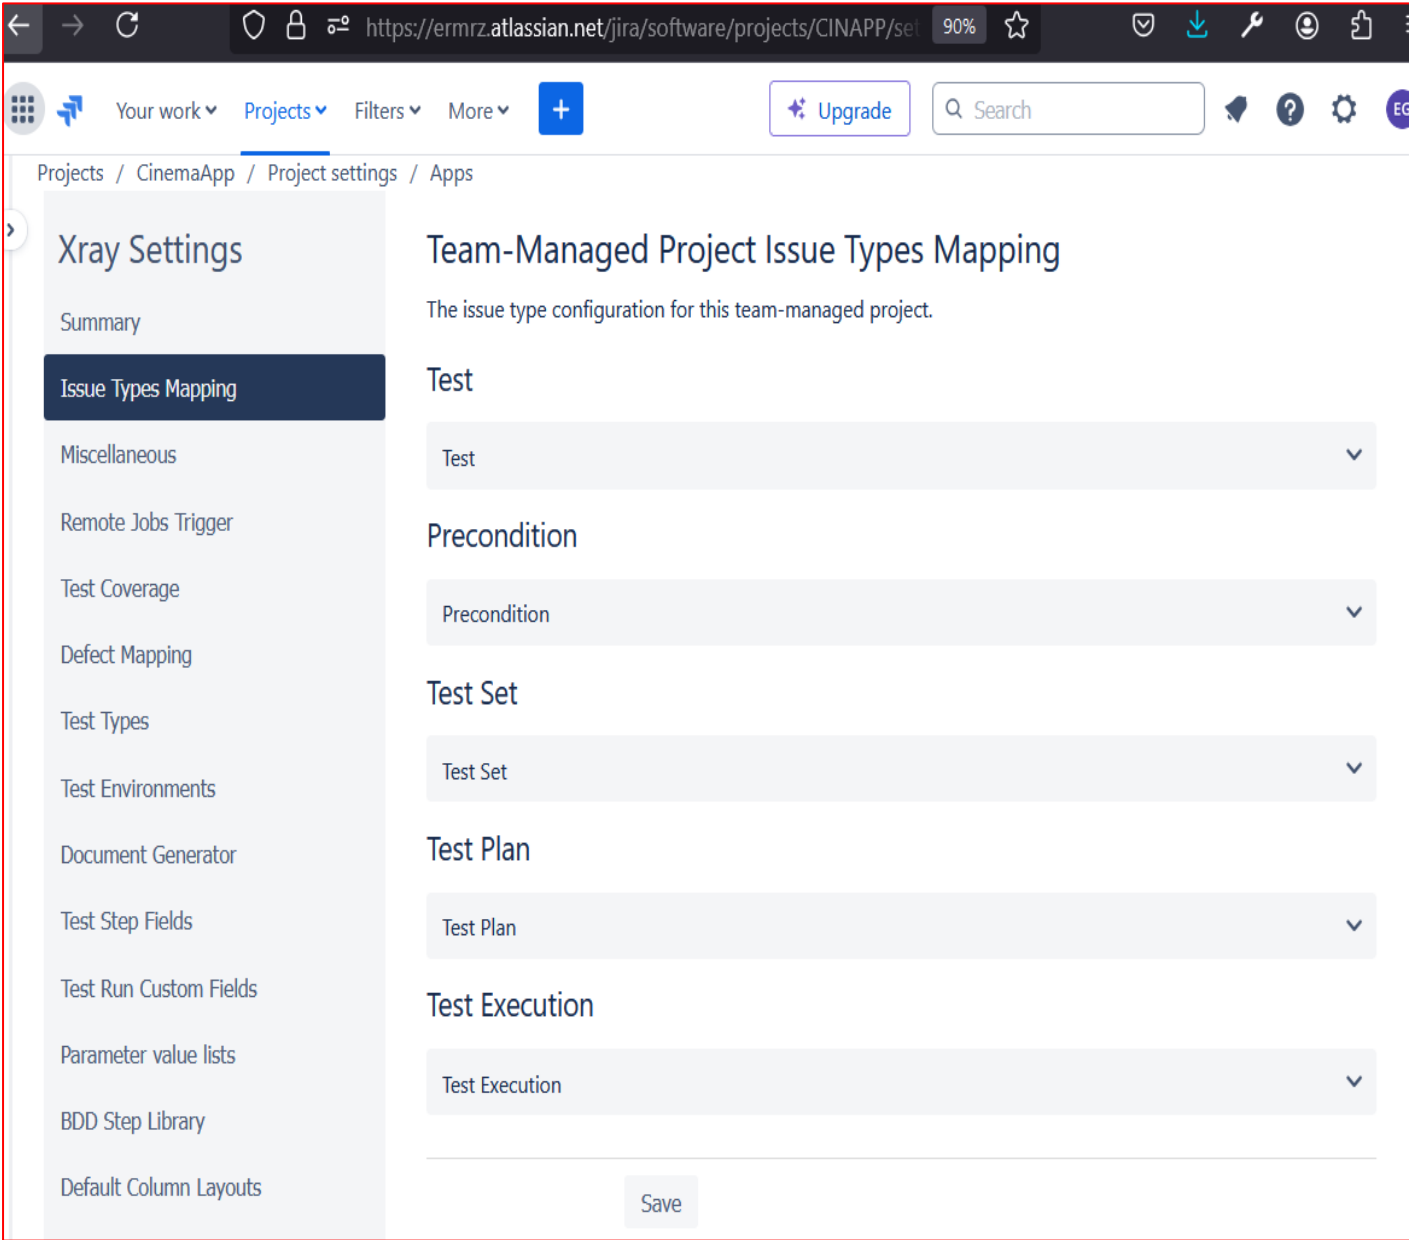 https://ermrz.atlassian.net/jira/software/projects/CINAPP/set 90%
Your work Projects Filters More + Upgrade Search EG
Projects / CinemaApp / Project settings / Apps
Xray Settings
Summary
Issue Types Mapping
Miscellaneous
Remote Jobs Trigger
Test Coverage
Defect Mapping
Test Types
Test Environments
Document Generator
Test Step Fields
Test Run Custom Fields
Parameter value lists
BDD Step Library
Default Column Layouts
Team-Managed Project Issue Types Mapping
The issue type configuration for this team-managed project.
Test
Test
Precondition
Precondition
Test Set
Test Set
Test Plan
Test Plan
Test Execution
Test Execution
Save